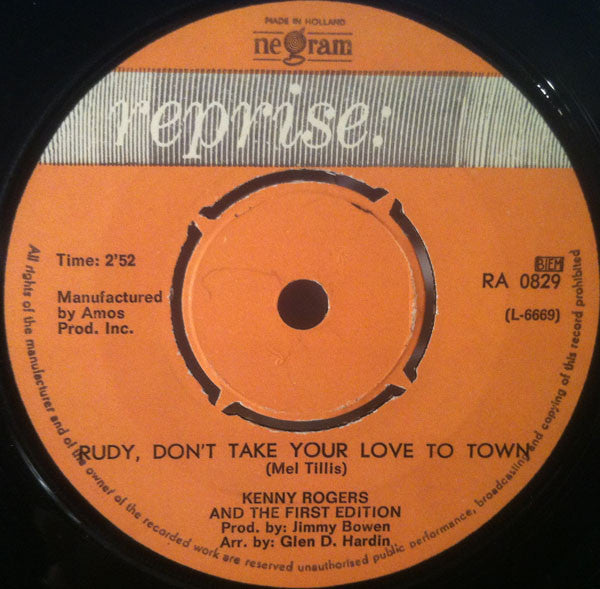 MADE IN HOLLAND
negram
reprise:
Time: 2'52
BIEM
RA 0829
Manufactured
by Amos
Prod. Inc.
(L-6669)
RUDY, DON'T TAKE YOUR LOVE TO TOWN
(Mel Tillis)
KENNY ROGERS
AND THE FIRST EDITION
Prod. by: Jimmy Bowen
Arr. by: Glen D. Hardin
All rights of the manufacturer and of the owner of the recorded work are reserved unauthorised public performance, broadcasting and copying of this record prohibited